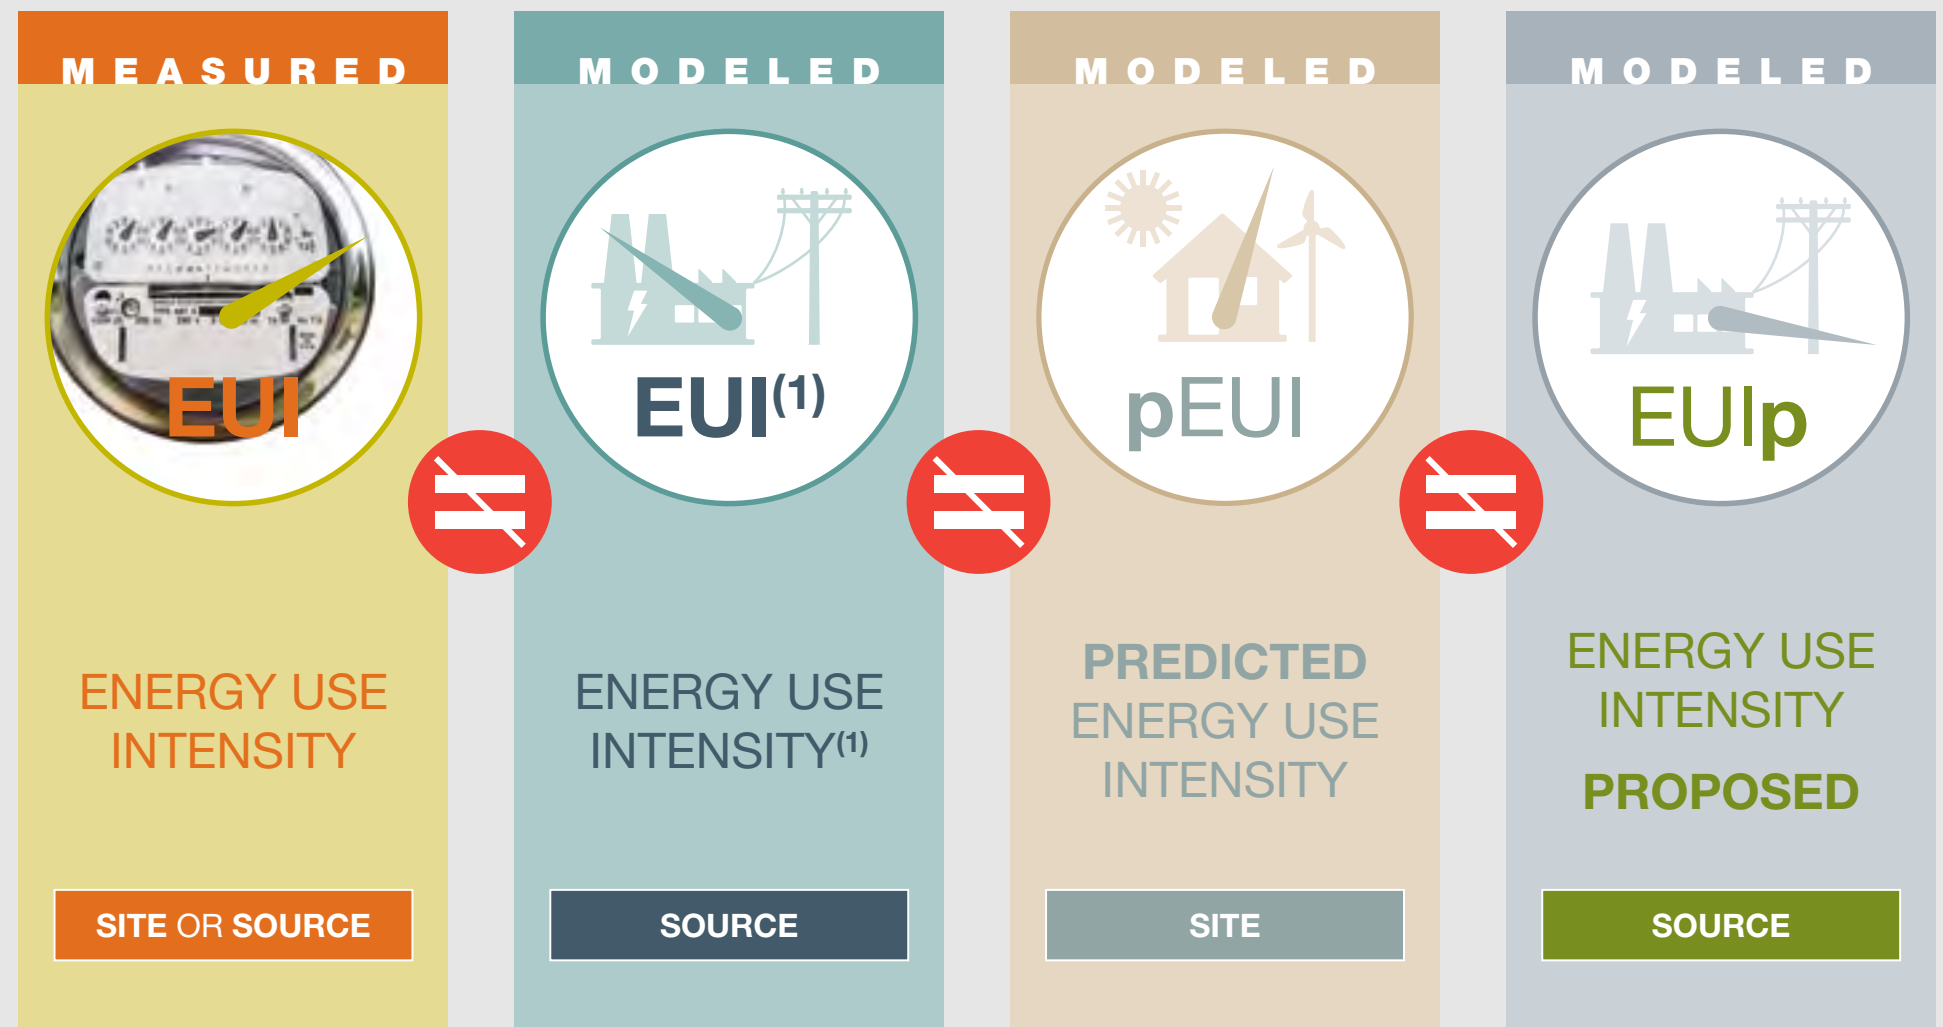 MEASURED
EUI
ENERGY USE
INTENSITY
SITE OR SOURCE
MODELED
EUI(1)
ENERGY USE
INTENSITY(1)
SOURCE
MODELED
pEUI
PREDICTED
ENERGY USE
INTENSITY
SITE
MODELED
EUIp
ENERGY USE
INTENSITY
PROPOSED
SOURCE